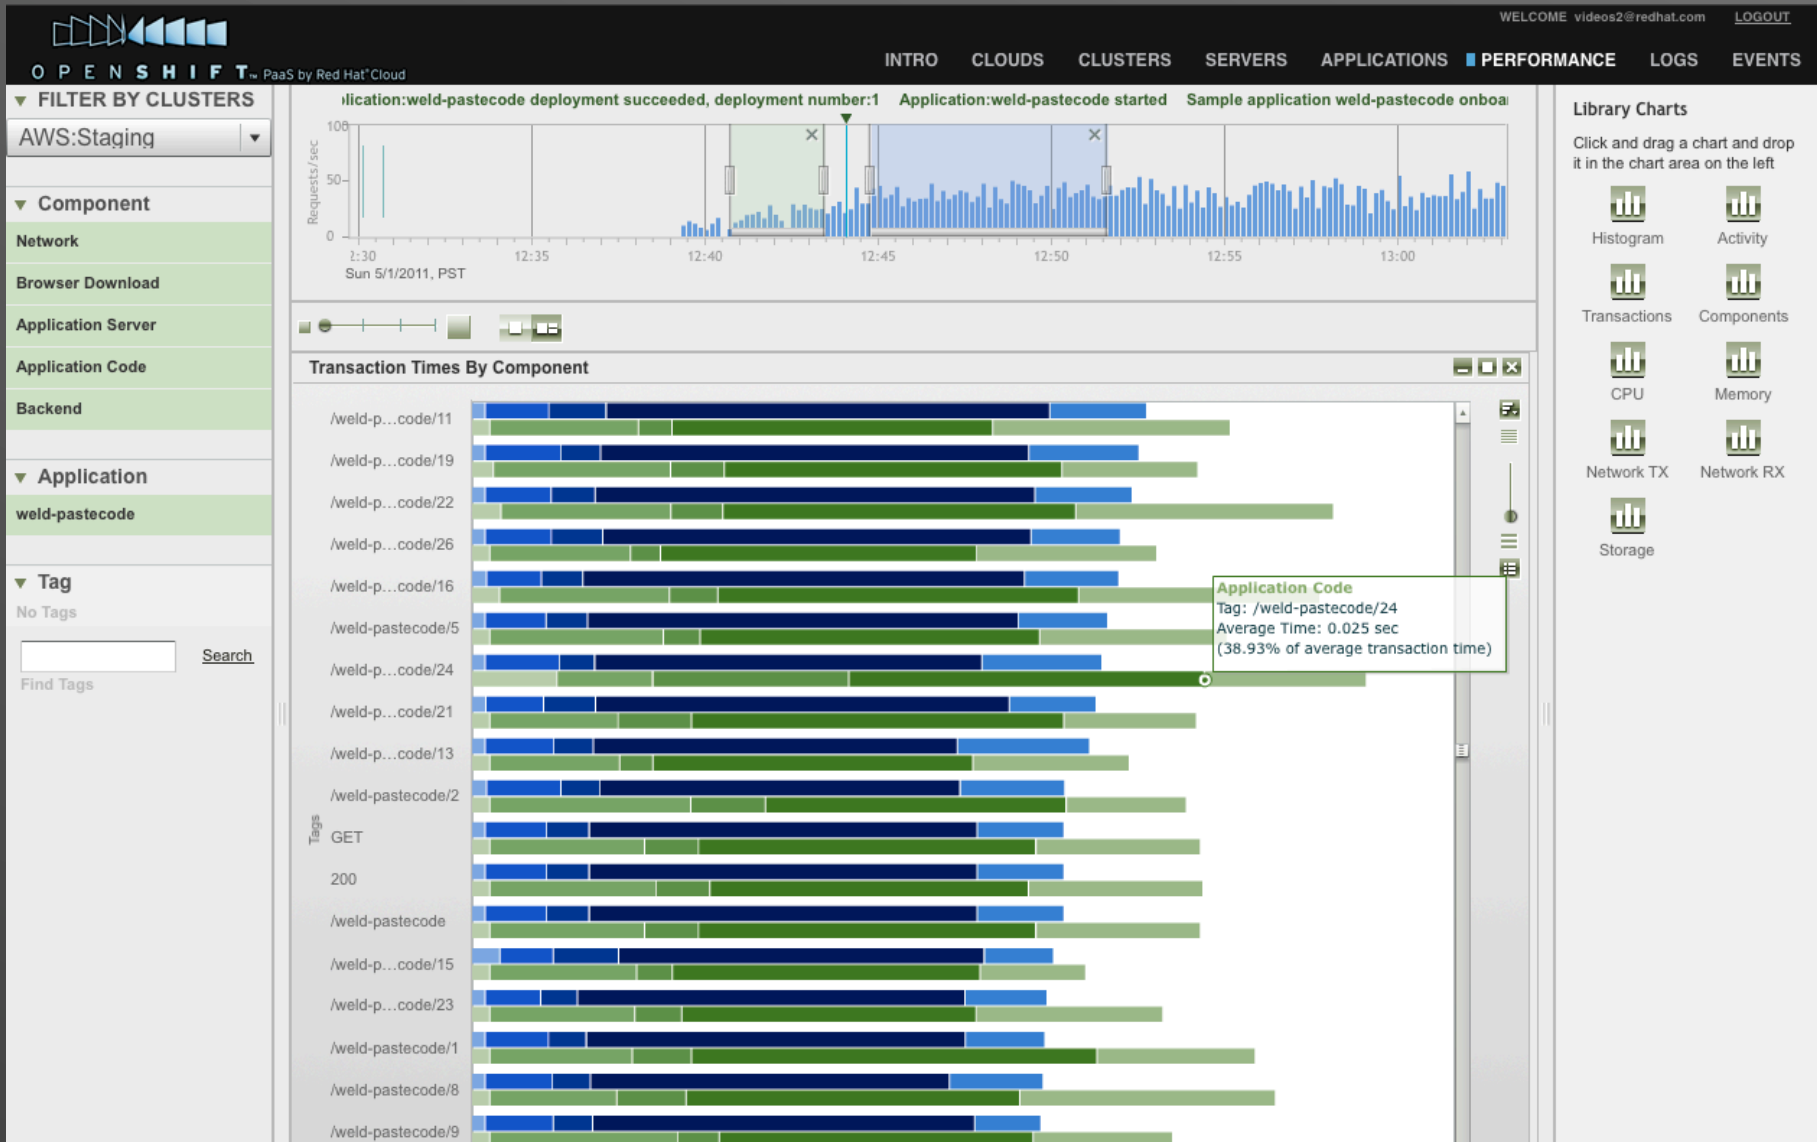 WELCOME videos2@redhat.com LOGOUT
OPENSHIFT™ PaaS by Red Hat® Cloud
INTRO CLOUDS CLUSTERS SERVERS APPLICATIONS PERFORMANCE LOGS EVENTS
FILTER BY CLUSTERS
AWS:Staging
Component
Network
Browser Download
Application Server
Application Code
Backend
Application
weld-pastecode
Tag
No Tags
Search
Find Tags
lication:weld-pastecode deployment succeeded, deployment number:1 Application:weld-pastecode started Sample application weld-pastecode onboa
Requests/sec
100
50
0
2:30 12:35 12:40 12:45 12:50 12:55 13:00
Sun 5/1/2011, PST
Transaction Times By Component
Tags
/weld-p...code/11
/weld-p...code/19
/weld-p...code/22
/weld-p...code/26
/weld-p...code/16
/weld-pastecode/5
/weld-p...code/24
/weld-p...code/21
/weld-p...code/13
/weld-pastecode/2
GET
200
/weld-pastecode
/weld-p...code/15
/weld-p...code/23
/weld-pastecode/1
/weld-pastecode/8
/weld-pastecode/9
Application Code
Tag: /weld-pastecode/24
Average Time: 0.025 sec
(38.93% of average transaction time)
Library Charts
Click and drag a chart and drop
it in the chart area on the left
Histogram Activity
Transactions Components
CPU Memory
Network TX Network RX
Storage